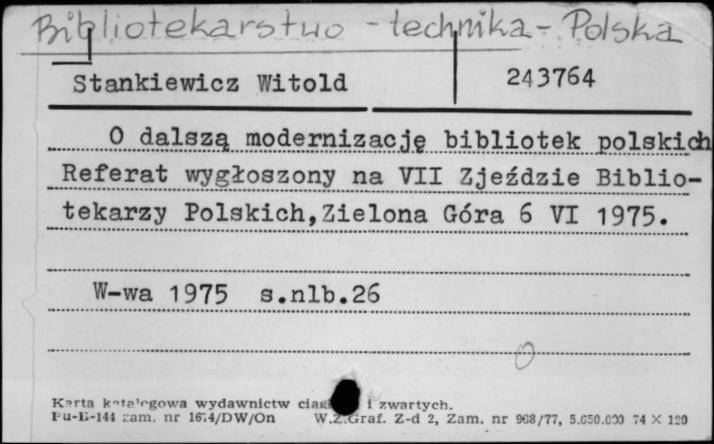 Bibliotekarstwo - technika - Polska
Stankiewicz Witold 243764
O dalszą modernizację bibliotek polskich
Referat wygłoszony na VII Zjeździe Biblio-
tekarzy Polskich,Zielona Góra 6 VI 1975.
W-wa 1975 s.nlb.26
Karta katalogowa wydawnictw i zwartych.
Pu-B-144 zam. nr 1674/DW/On W.Z.Graf. Z-d 2, Zam. nr 968/77, 5.650.000 74 X 120